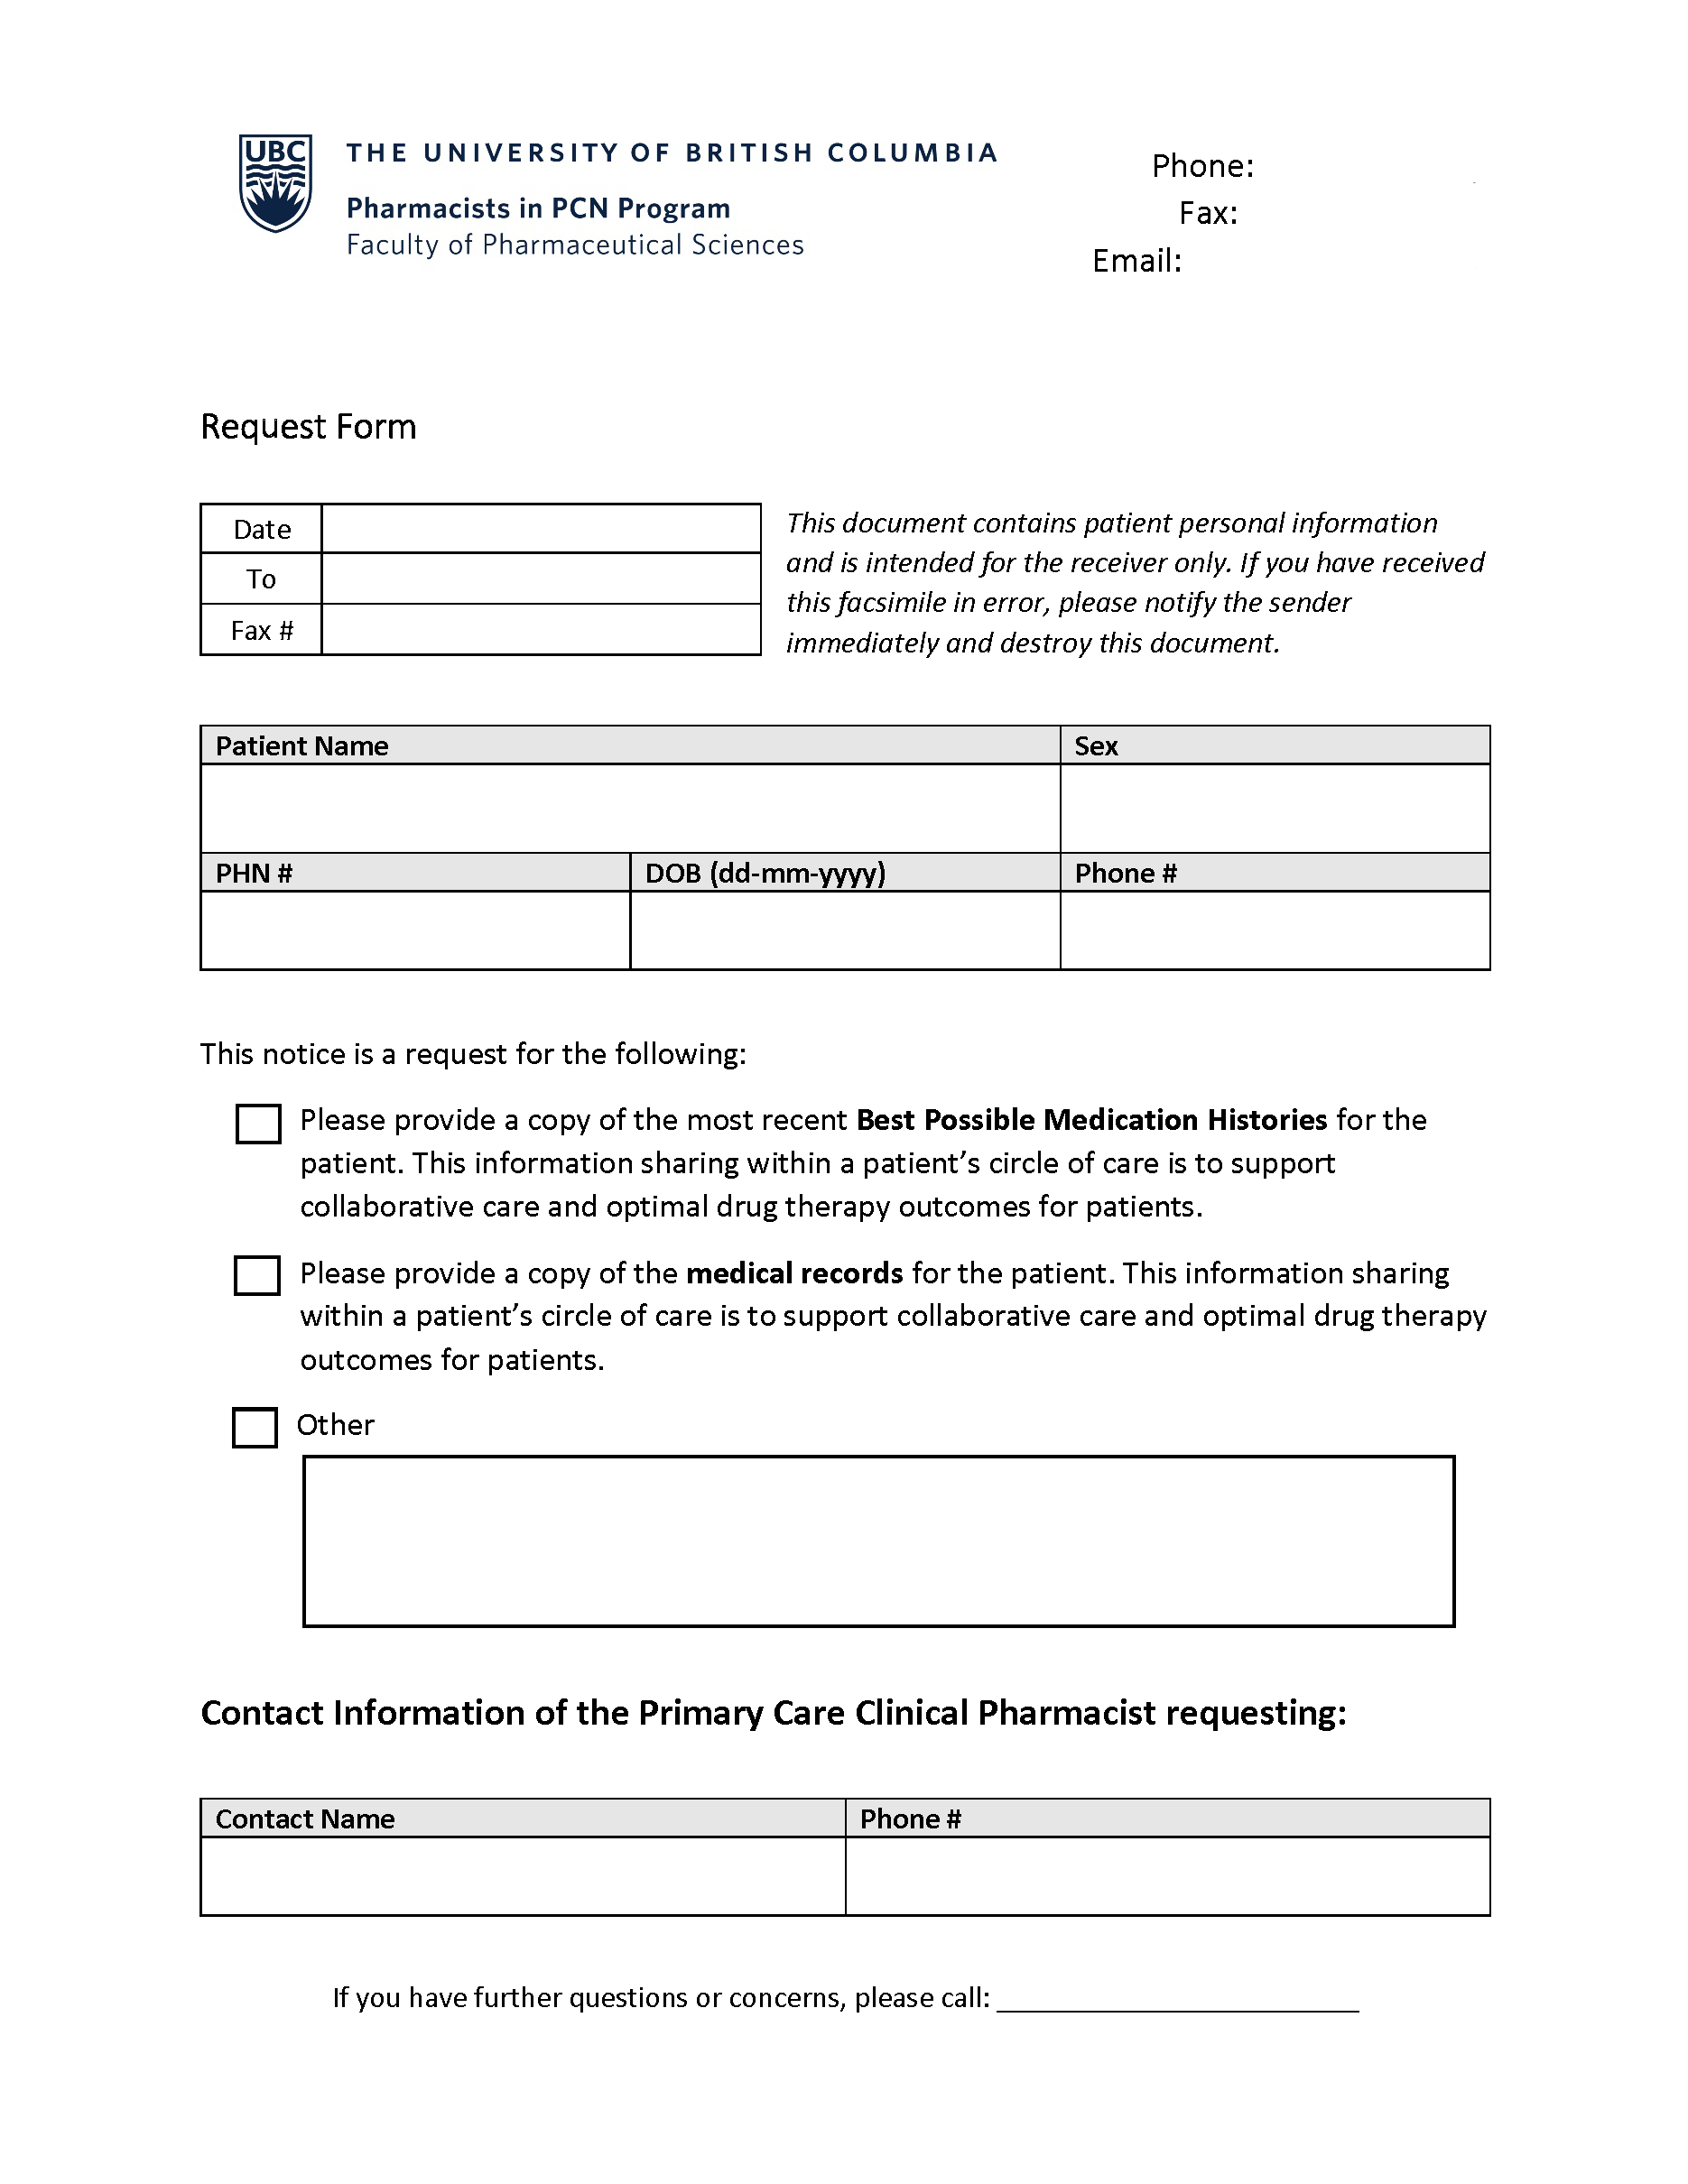 UBC
THE UNIVERSITY OF BRITISH COLUMBIA
Pharmacists in PCN Program
Faculty of Pharmaceutical Sciences
Phone:
Fax:
Email:
Request Form
Date
To
Fax #
This document contains patient personal information
and is intended for the receiver only. If you have received
this facsimile in error, please notify the sender
immediately and destroy this document.
Patient Name
Sex
PHN #
DOB (dd-mm-yyyy)
Phone #
This notice is a request for the following:
Please provide a copy of the most recent Best Possible Medication Histories for the
patient. This information sharing within a patient’s circle of care is to support
collaborative care and optimal drug therapy outcomes for patients.
Please provide a copy of the medical records for the patient. This information sharing
within a patient’s circle of care is to support collaborative care and optimal drug therapy
outcomes for patients.
Other
Contact Information of the Primary Care Clinical Pharmacist requesting:
Contact Name
Phone #
If you have further questions or concerns, please call: ______________________